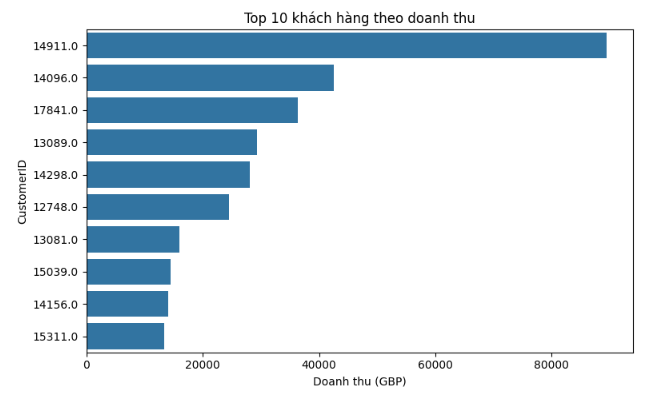 Top 10 khách hàng theo doanh thu
CustomerID
14911.0
14096.0
17841.0
13089.0
14298.0
12748.0
13081.0
15039.0
14156.0
15311.0
0 20000 40000 60000 80000
Doanh thu (GBP)